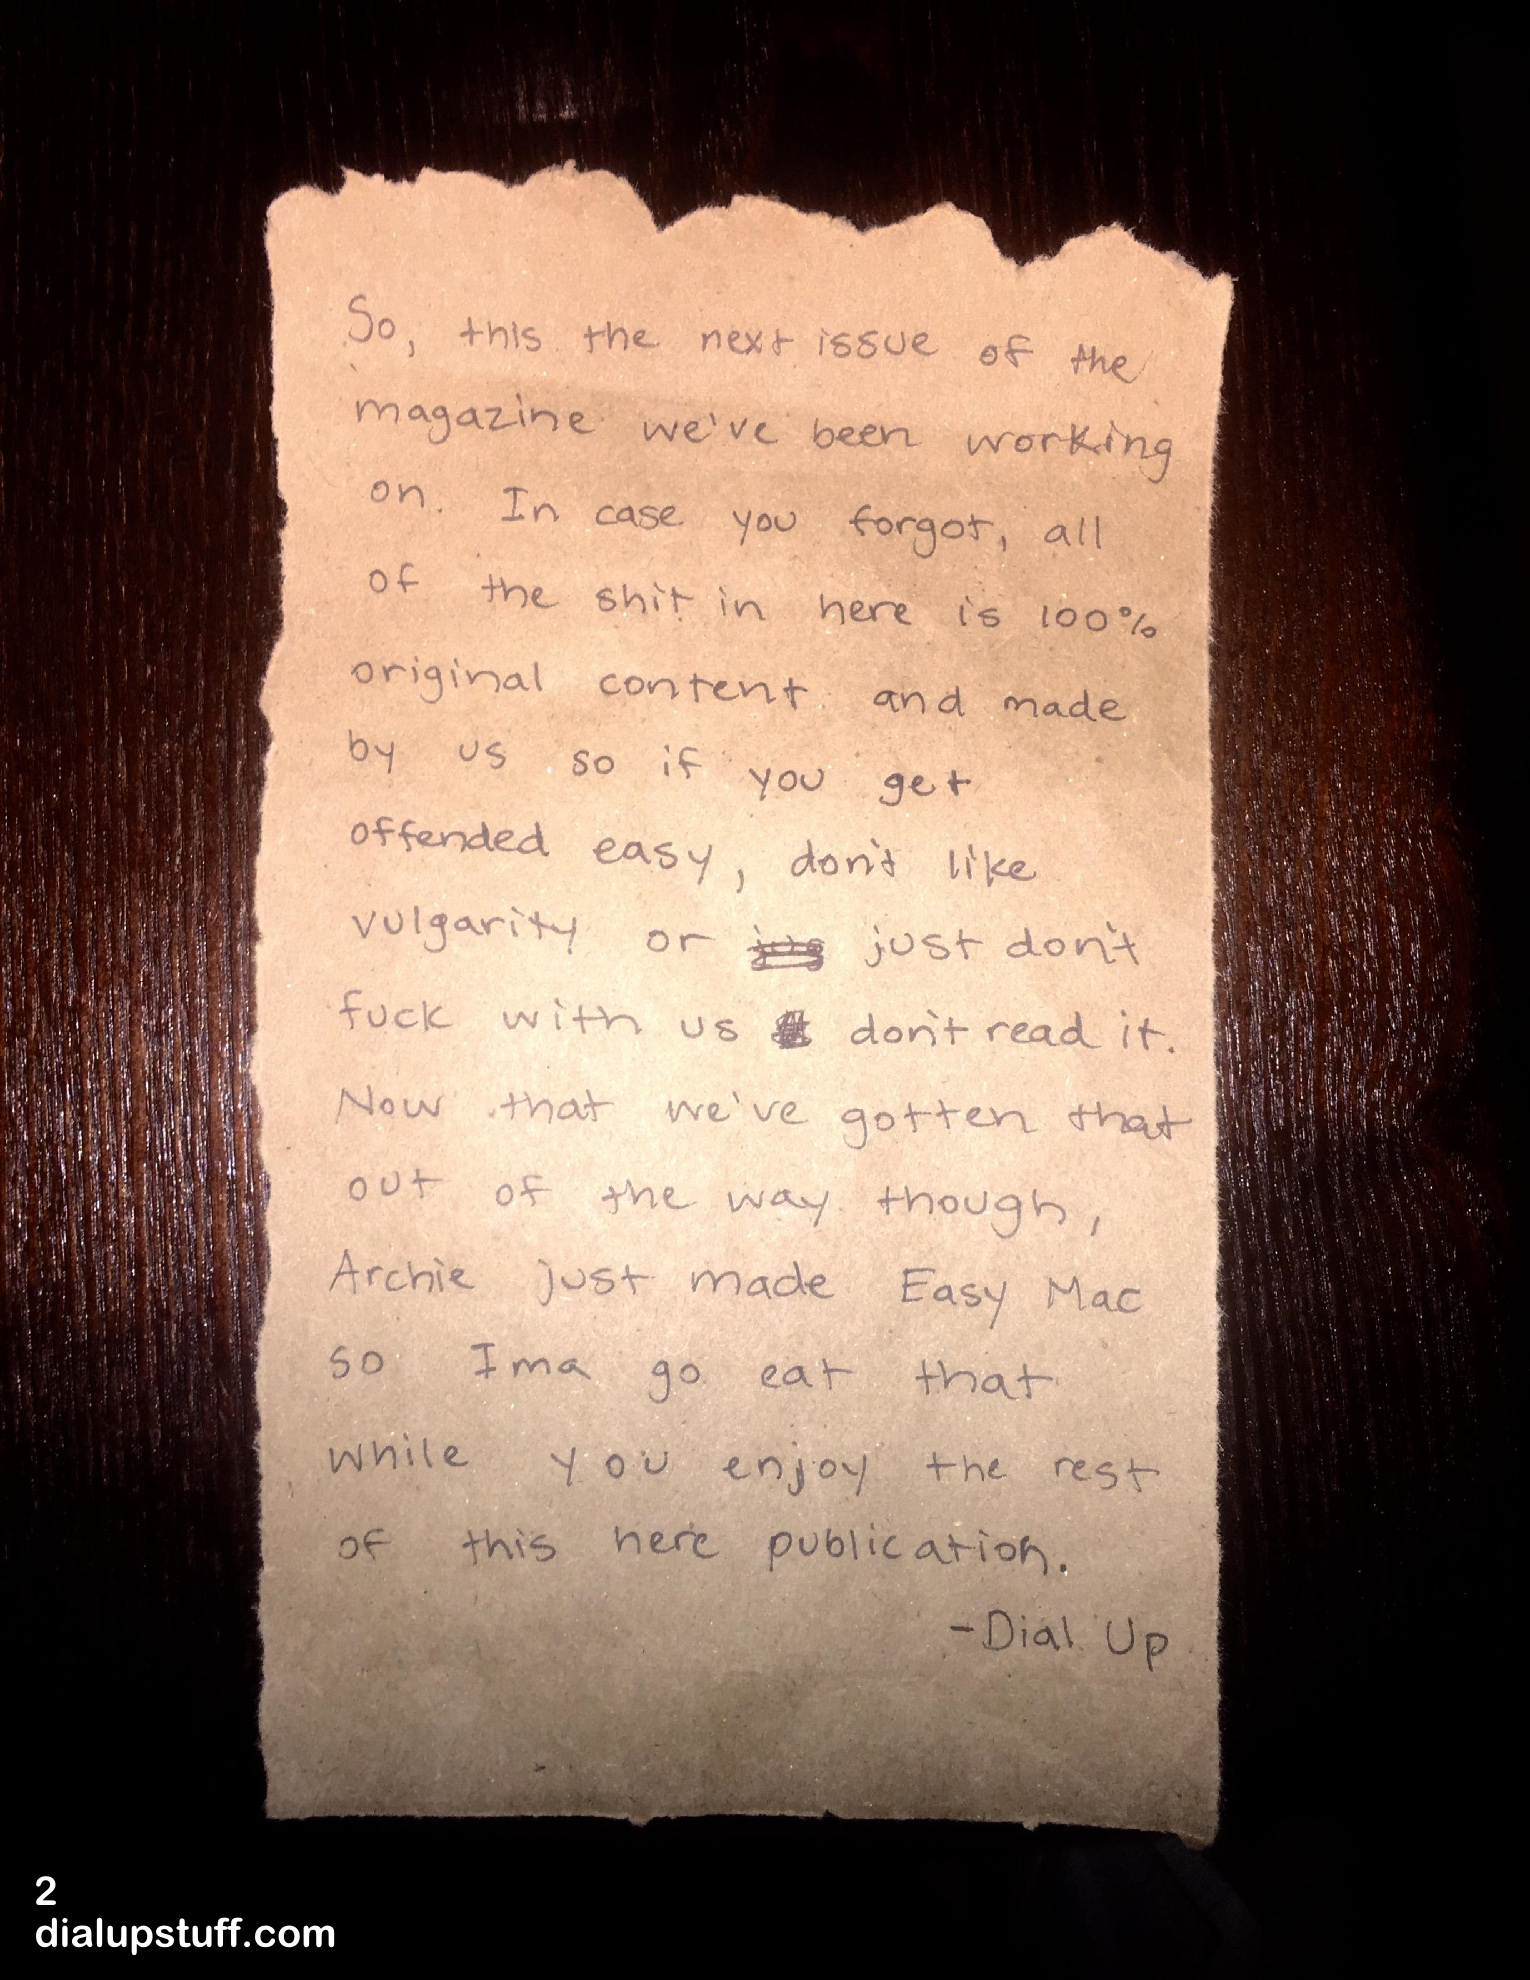 So, this the next issue of the
magazine we've been working
on. In case you forgot, all
of the shit in here is 100%
original content and made
by us so if you get
offended easy, don't like
vulgarity or jus just don't
fuck with us don't read it.
Now that we've gotten that
out of the way though,
Archie just made Easy Mac
so Ima go eat that
while you enjoy the rest
of this here publication.
-Dial Up
2
dialupstuff.com